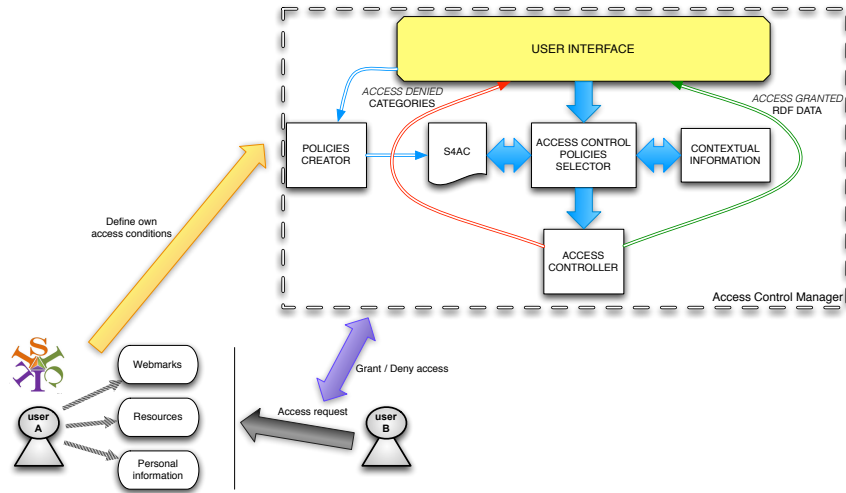 USER INTERFACE
ACCESS DENIED
CATEGORIES
ACCESS GRANTED
RDF DATA
POLICIES
CREATOR
S4AC
ACCESS CONTROL
POLICIES
SELECTOR
CONTEXTUAL
INFORMATION
ACCESS
CONTROLLER
Access Control Manager
Define own
access conditions
Grant / Deny access
Webmarks
Resources
Personal
information
Access request
user
A
user
B